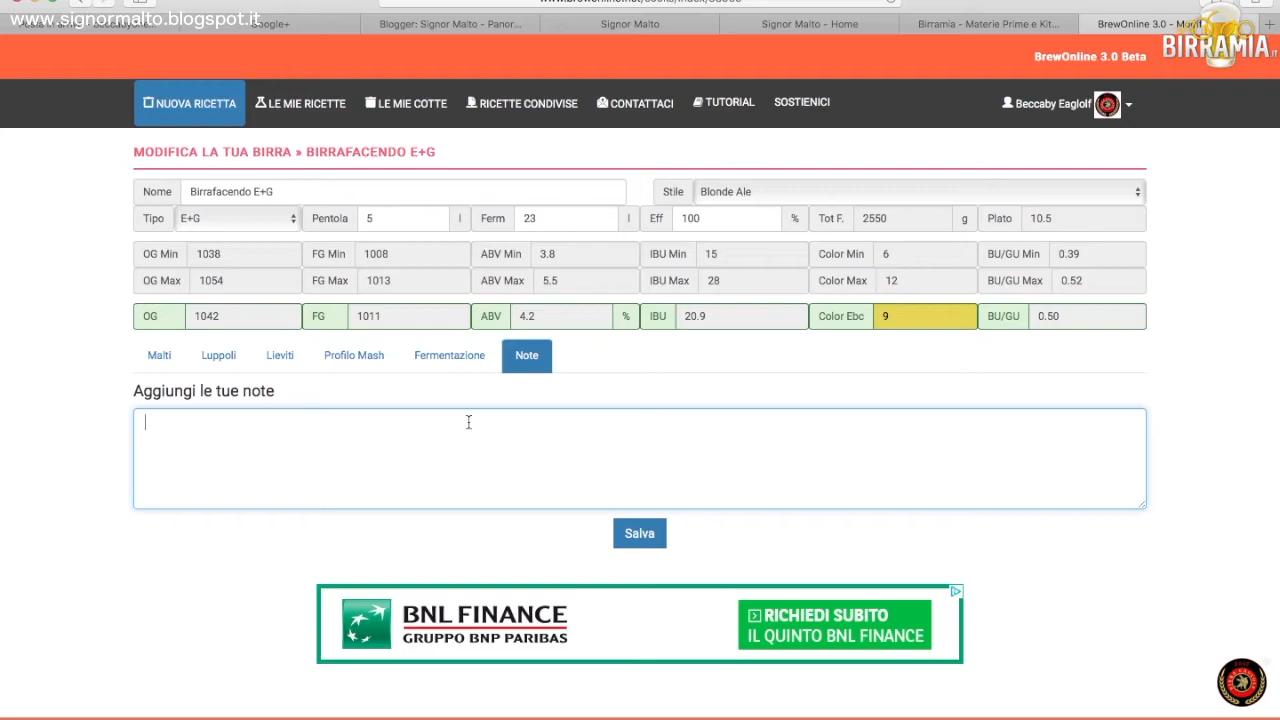 www.signormalto.blogspot.it
Google+
Blogger: Signor Malto - Panor...
Signor Malto
Signor Malto - Home
Birramia - Materie Prime e Kit...
BrewOnline 3.0 - Modif
BIRRAMIA.IT
BrewOnline 3.0 Beta
NUOVA RICETTA LE MIE RICETTE LE MIE COTTE RICETTE CONDIVISE CONTATTACI TUTORIAL SOSTIENICI Beccaby Eaglolf
MODIFICA LA TUA BIRRA » BIRRAFACENDO E+G
Nome Birrafacendo E+G Stile Blonde Ale
Tipo E+G Pentola 5 l Ferm 23 l Eff 100 % Tot F. 2550 g Plato 10.5
OG Min 1038 FG Min 1008 ABV Min 3.8 IBU Min 15 Color Min 6 BU/GU Min 0.39
OG Max 1054 FG Max 1013 ABV Max 5.5 IBU Max 28 Color Max 12 BU/GU Max 0.52
OG 1042 FG 1011 ABV 4.2 % IBU 20.9 Color Ebc 9 BU/GU 0.50
Malti Luppoli Lieviti Profilo Mash Fermentazione Note
Aggiungi le tue note
Salva
BNL FINANCE
GRUPPO BNP PARIBAS
RICHIEDI SUBITO
IL QUINTO BNL FINANCE